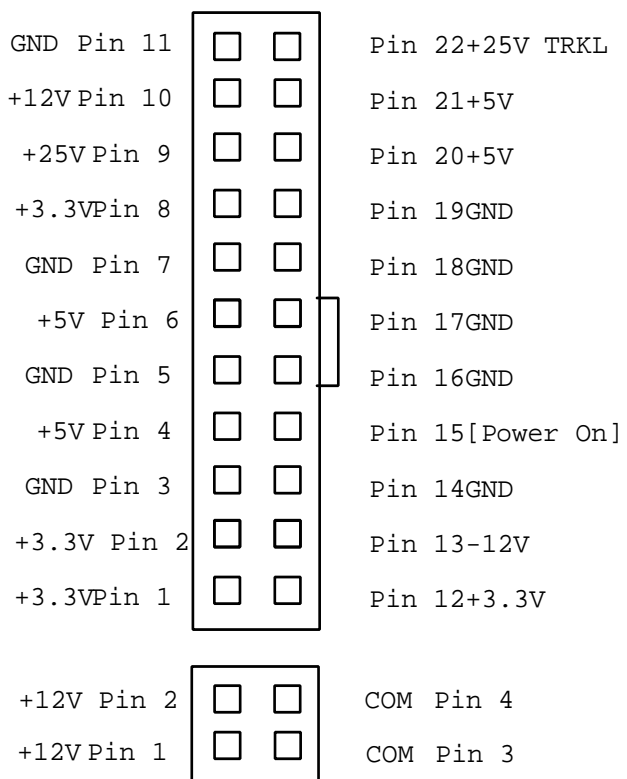 GND Pin 11 Pin 22+25V TRKL
+12V Pin 10 Pin 21+5V
+25V Pin 9 Pin 20+5V
+3.3VPin 8 Pin 19GND
GND Pin 7 Pin 18GND
+5V Pin 6 Pin 17GND
GND Pin 5 Pin 16GND
+5V Pin 4 Pin 15[Power On]
GND Pin 3 Pin 14GND
+3.3V Pin 2 Pin 13-12V
+3.3VPin 1 Pin 12+3.3V
+12V Pin 2 COM Pin 4
+12V Pin 1 COM Pin 3